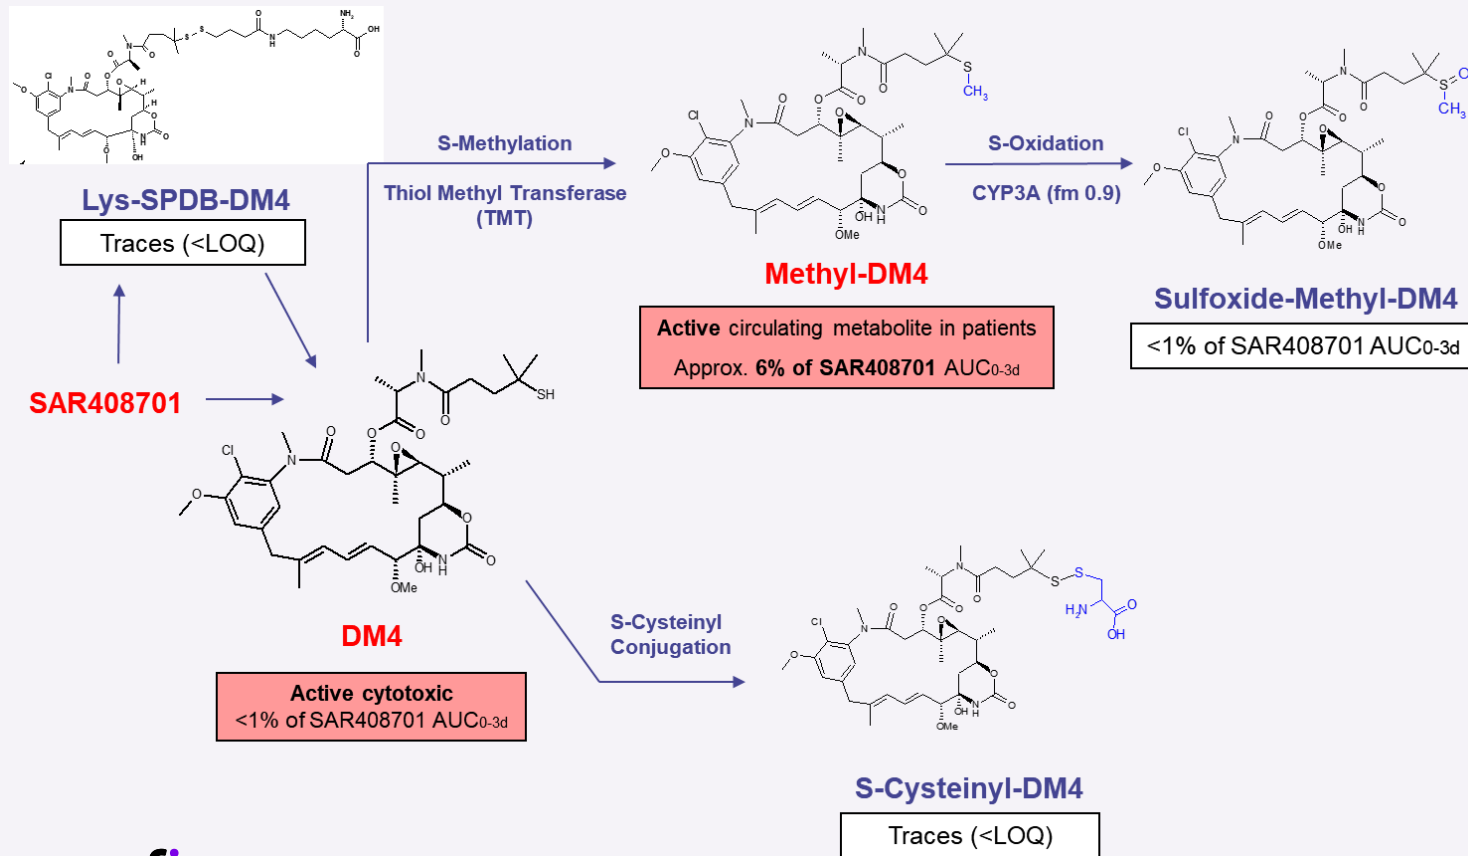 Lys-SPDB-DM4
Traces (<LOQ)
SAR408701
S-Methylation
Thiol Methyl Transferase
(TMT)
Methyl-DM4
Active circulating metabolite in patients
Approx. 6% of SAR408701 AUC0-3d
S-Oxidation
CYP3A (fm 0.9)
Sulfoxide-Methyl-DM4
<1% of SAR408701 AUC0-3d
DM4
Active cytotoxic
<1% of SAR408701 AUC0-3d
S-Cysteinyl
Conjugation
S-Cysteinyl-DM4
Traces (<LOQ)